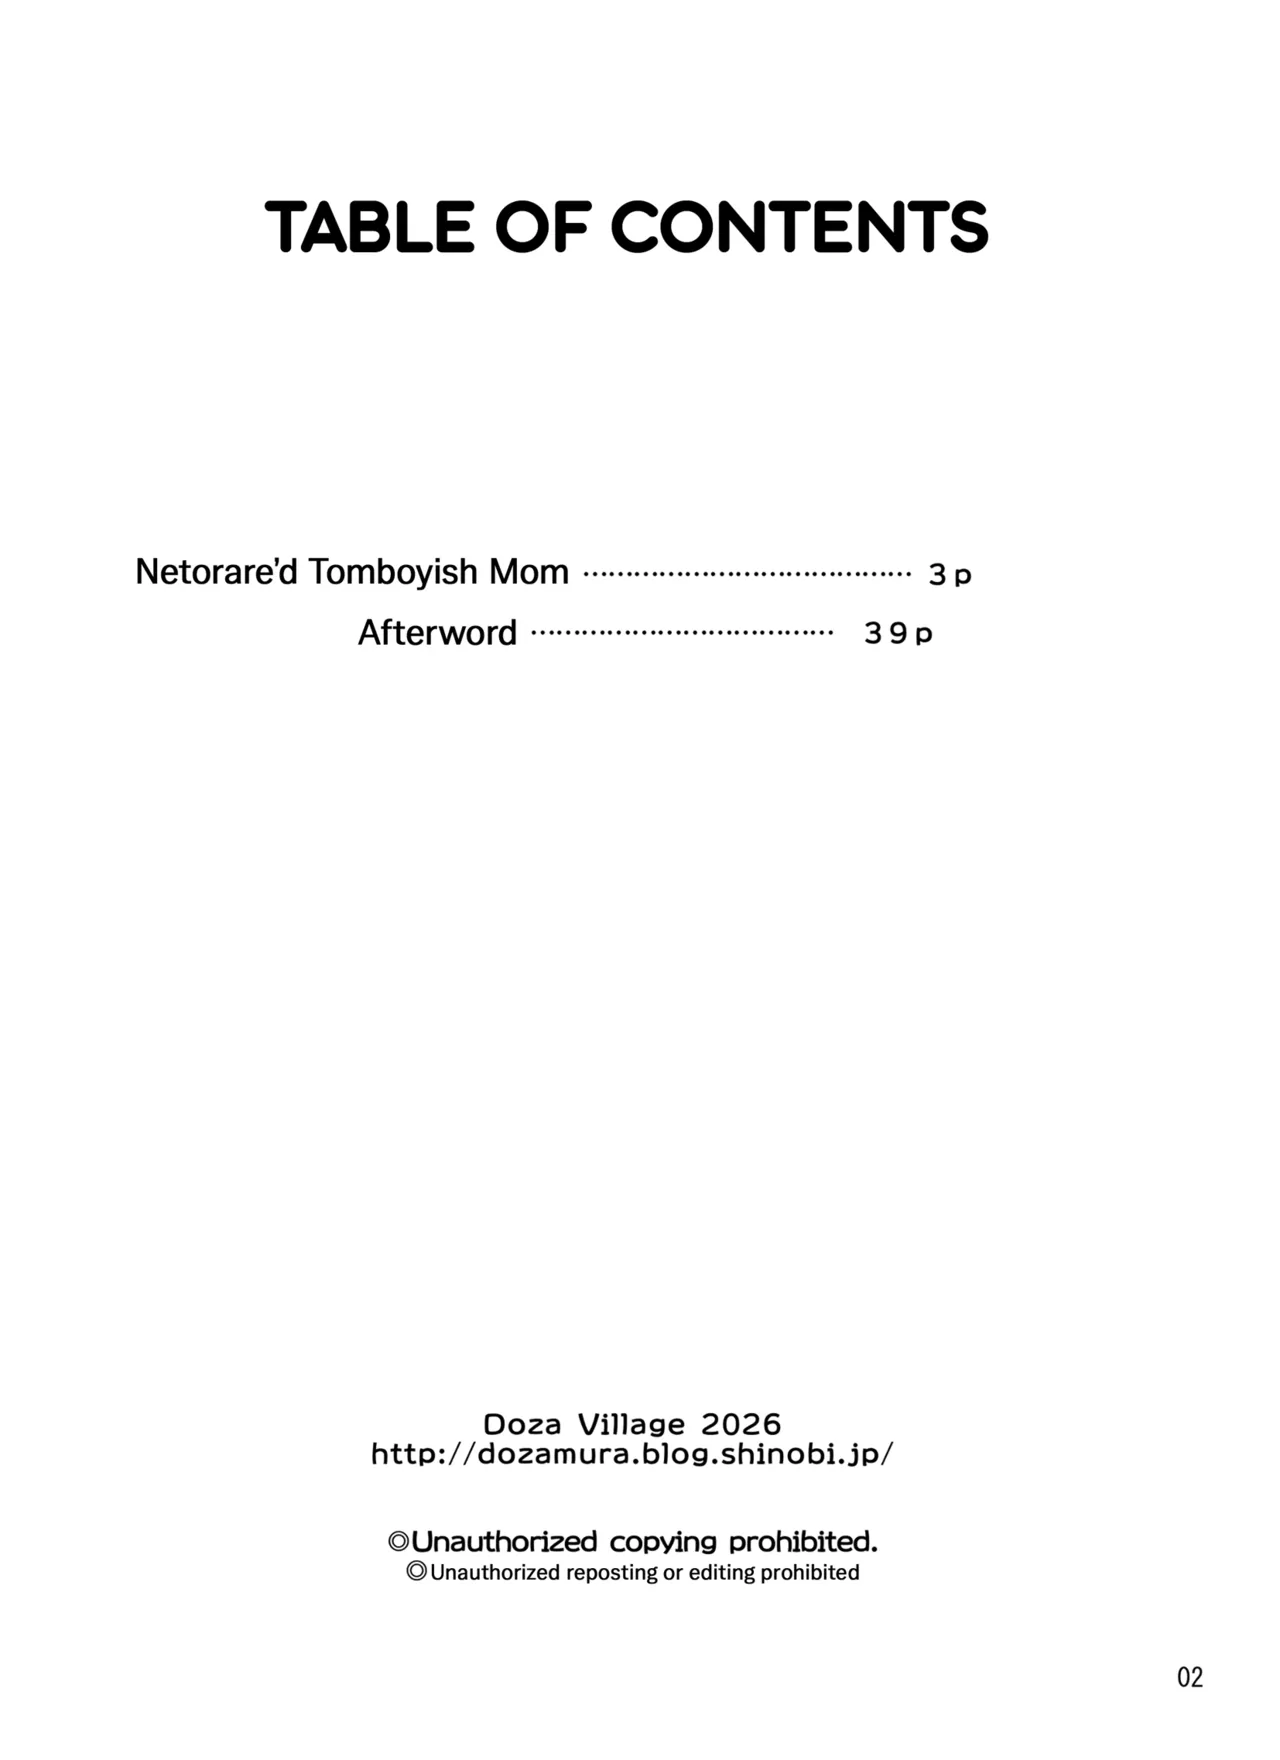 TABLE OF CONTENTS
Netorare’d Tomboyish Mom …………………………………… 3p
Afterword ………………………………… 39p
Doza Village 2026
http://dozamura.blog.shinobi.jp/
◎Unauthorized copying prohibited.
◎Unauthorized reposting or editing prohibited
02